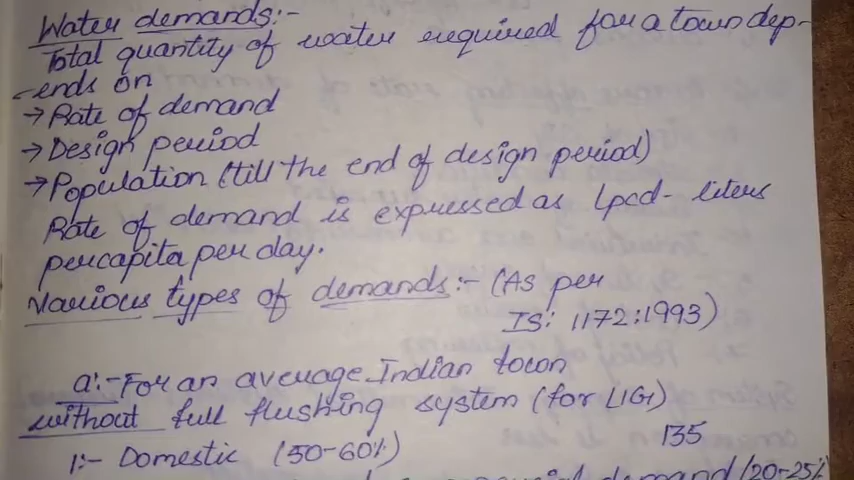 Water demands:-
Total quantity of water required for a town dep-
-ends on
→ Rate of demand
→ Design period
→ Population (till the end of design period)
Rate of demand is expressed as Lpcd - liters
percapita per day.
Various types of demands:- (As per
IS: 1172:1993)
a:- For an average Indian town
without full flushing system (for LIG)
135
1:- Domestic (50-60%)
demand (20-25%